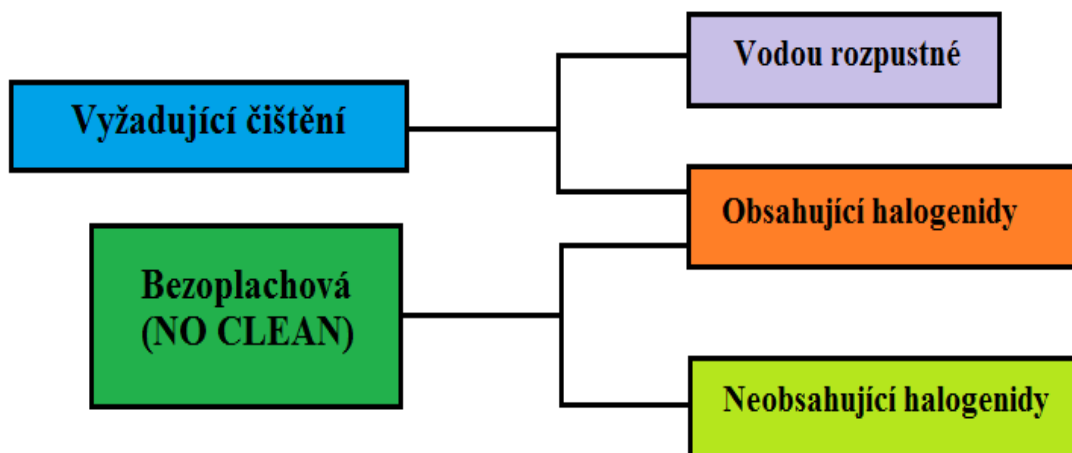 Vodou rozpustné
Vyžadující čištění
Obsahující halogenidy
Bezoplachová
(NO CLEAN)
Neobsahující halogenidy